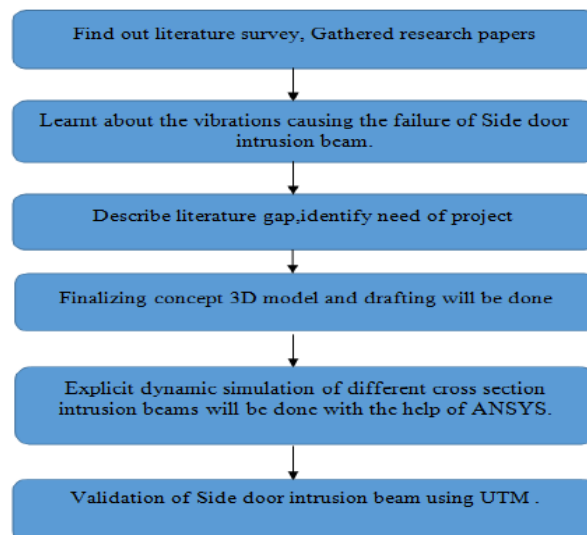 Find out literature survey, Gathered research papers
Learnt about the vibrations causing the failure of Side door
intrusion beam.
Describe literature gap,identify need of project
Finalizing concept 3D model and drafting will be done
Explicit dynamic simulation of different cross section
intrusion beams will be done with the help of ANSYS.
Validation of Side door intrusion beam using UTM .